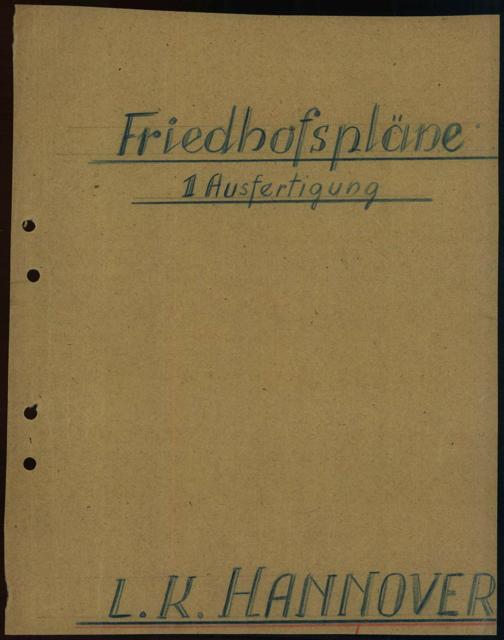 Friedhofspläne
1 Ausfertigung
L. K. HANNOVER